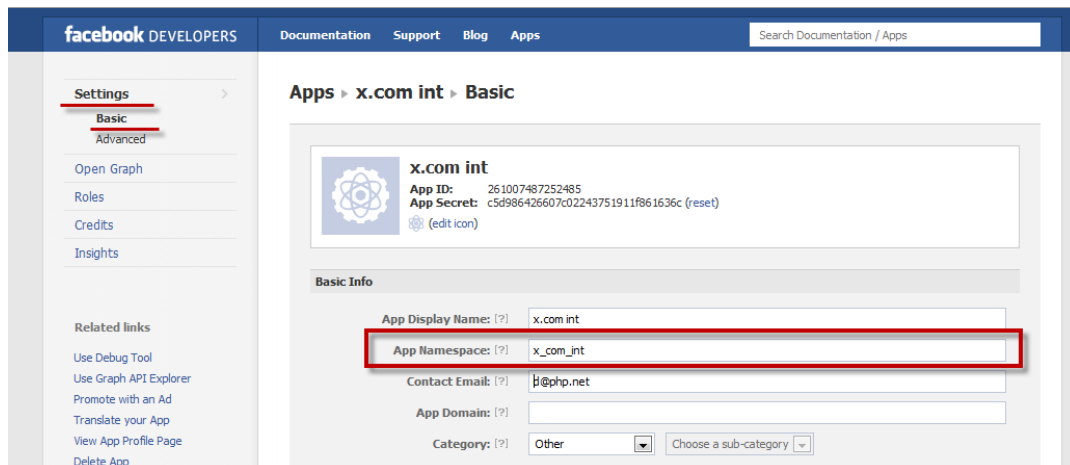 facebook DEVELOPERS
Documentation Support Blog Apps
Search Documentation / Apps
Settings
Basic
Advanced
Open Graph
Roles
Credits
Insights
Related links
Use Debug Tool
Use Graph API Explorer
Promote with an Ad
Translate your App
View App Profile Page
Delete App
Apps ▸ x.com int ▸ Basic
x.com int
App ID: 261007487252485
App Secret: c5d986426607c02243751911f861636c (reset)
(edit icon)
Basic Info
App Display Name: [?] x.com int
App Namespace: [?] x_com_int
Contact Email: [?] d@php.net
App Domain: [?]
Category: [?] Other Choose a sub-category